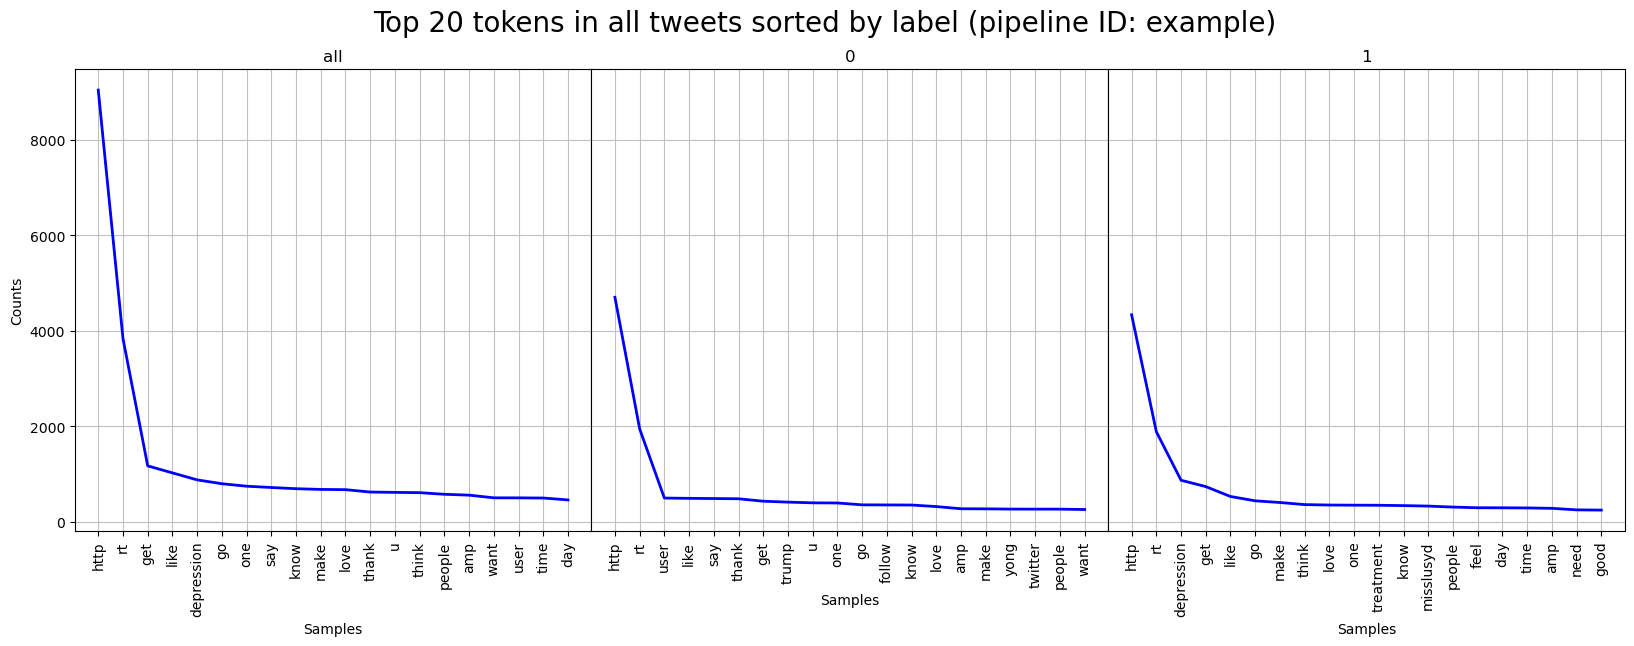 Top 20 tokens in all tweets sorted by label (pipeline ID: example)
all
0
1
Counts
8000
6000
4000
2000
0
http
rt
get
like
depression
go
one
say
know
make
love
thank
u
think
people
amp
want
user
time
day
Samples
http
rt
user
like
say
thank
get
trump
u
one
go
follow
know
love
amp
make
yong
twitter
people
want
Samples
http
rt
depression
get
like
go
make
think
love
one
treatment
know
misslusyd
people
feel
day
time
amp
need
good
Samples